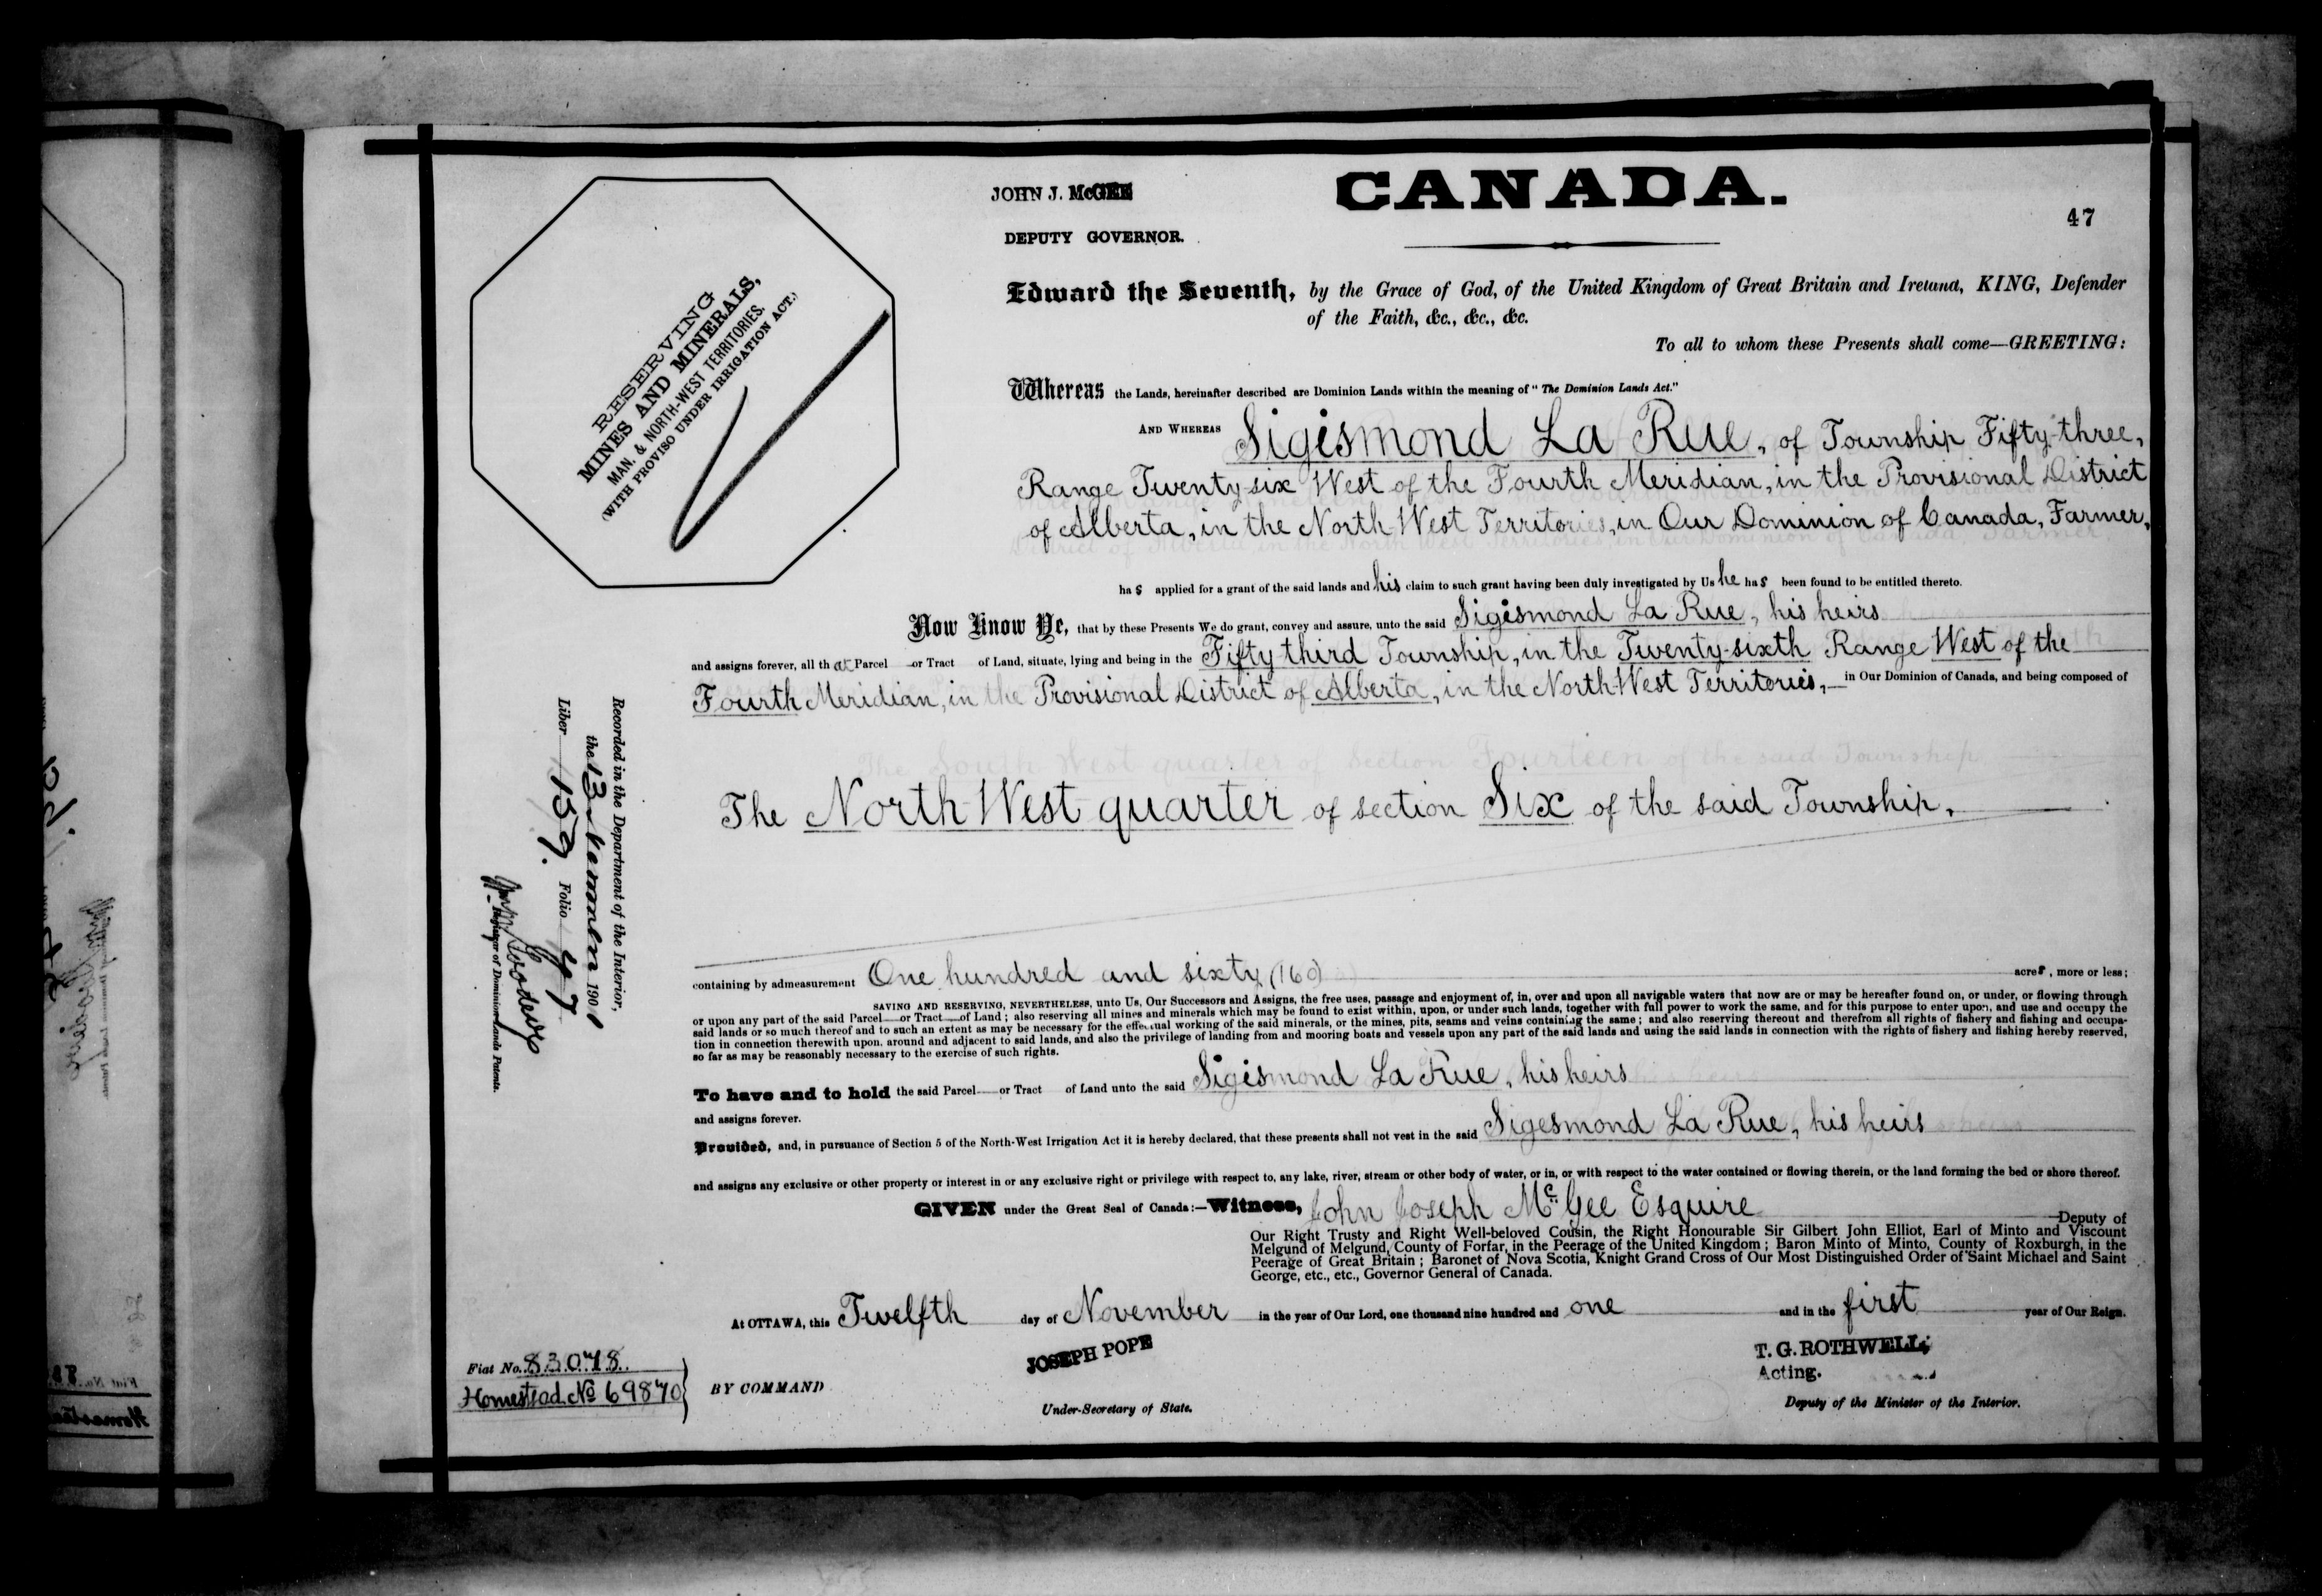 JOHN J. McGEE
CANADA.
47
DEPUTY GOVERNOR.
RESERVING
MINES AND MINERALS,
MAN. & NORTH-WEST TERRITORIES.
(WITH PROVISO UNDER IRRIGATION ACT.)
Edward the Seventh, by the Grace of God, of the United Kingdom of Great Britain and Ireland, KING, Defender
of the Faith, &c., &c., &c.
To all to whom these Presents shall come—GREETING:
Whereas the Lands, hereinafter described are Dominion Lands within the meaning of "The Dominion Lands Act."
AND WHEREAS Sigismond La Rue, of Township Fifty-three,
Range Twenty-six West of the Fourth Meridian, in the Provisional District
of Alberta, in the North-West Territories, in Our Dominion of Canada, Farmer,
has applied for a grant of the said lands and his claim to such grant having been duly investigated by Us he has been found to be entitled thereto.
Now Know Ye, that by these Presents We do grant, convey and assure, unto the said Sigismond La Rue, his heirs
and assigns forever, all that Parcel or Tract of Land, situate, lying and being in the Fifty third Township, in the Twenty-sixth Range West of the
Fourth Meridian, in the Provisional District of Alberta, in the North-West Territories, in Our Dominion of Canada, and being composed of
The South West quarter of Section Fourteen of the said Township
The North-West quarter of section Six of the said Township.
containing by admeasurement One hundred and sixty (160) acres, more or less;
SAVING AND RESERVING, NEVERTHELESS, unto Us, Our Successors and Assigns, the free uses, passage and enjoyment of, in, over and upon all navigable waters that now are or may be hereafter found on, or under, or flowing through
or upon any part of the said Parcel or Tract of Land; also reserving all mines and minerals which may be found to exist within, upon, or under such lands, together with full power to work the same, and for this purpose to enter upon, and use and occupy the
said lands or so much thereof and to such an extent as may be necessary for the effectual working of the said minerals, or the mines, pits, seams and veins containing the same; and also reserving thereout and therefrom all rights of fishery and fishing and occupa-
tion in connection therewith upon, around and adjacent to said lands, and also the privilege of landing from and mooring boats and vessels upon any part of the said lands and using the said lands in connection with the rights of fishery and fishing hereby reserved,
so far as may be reasonably necessary to the exercise of such rights.
To have and to hold the said Parcel or Tract of Land unto the said Sigismond La Rue, his heirs
and assigns forever.
Provided, and, in pursuance of Section 5 of the North-West Irrigation Act it is hereby declared, that these presents shall not vest in the said Sigesmond La Rue, his heirs
and assigns any exclusive or other property or interest in or any exclusive right or privilege with respect to, any lake, river, stream or other body of water, or in, or with respect to the water contained or flowing therein, or the land forming the bed or shore thereof.
GIVEN under the Great Seal of Canada:—Witness, John Joseph McGee Esquire Deputy of
Our Right Trusty and Right Well-beloved Cousin, the Right Honourable Sir Gilbert John Elliot, Earl of Minto and Viscount
Melgund of Melgund, County of Forfar, in the Peerage of the United Kingdom; Baron Minto of Minto, County of Roxburgh, in the
Peerage of Great Britain; Baronet of Nova Scotia, Knight Grand Cross of Our Most Distinguished Order of Saint Michael and Saint
George, etc., etc., Governor General of Canada.
At OTTAWA, this Twelfth day of November in the year of Our Lord, one thousand nine hundred and one and in the first year of Our Reign.
JOSEPH POPE
T. G. ROTHWELL,
Acting.
BY COMMAND
Under-Secretary of State.
Deputy of the Minister of the Interior.
Fiat No. 83078
Homestead No 69870
Recorded in the Department of the Interior,
the 13 1901
Liber 159. Folio 47
Register of Dominion Lands Patents.